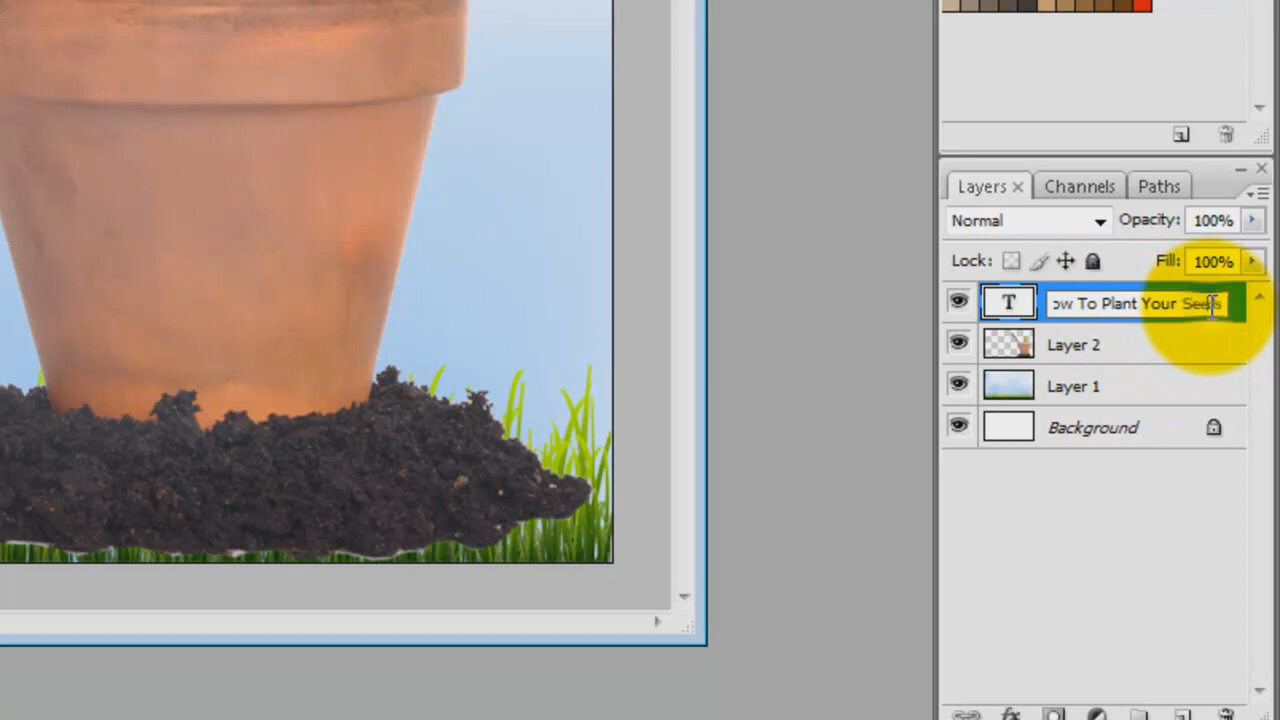 Layers
Channels
Paths
Normal
Opacity: 100%
Lock:
Fill: 100%
T
ow To Plant Your Seeds
Layer 2
Layer 1
Background
fx